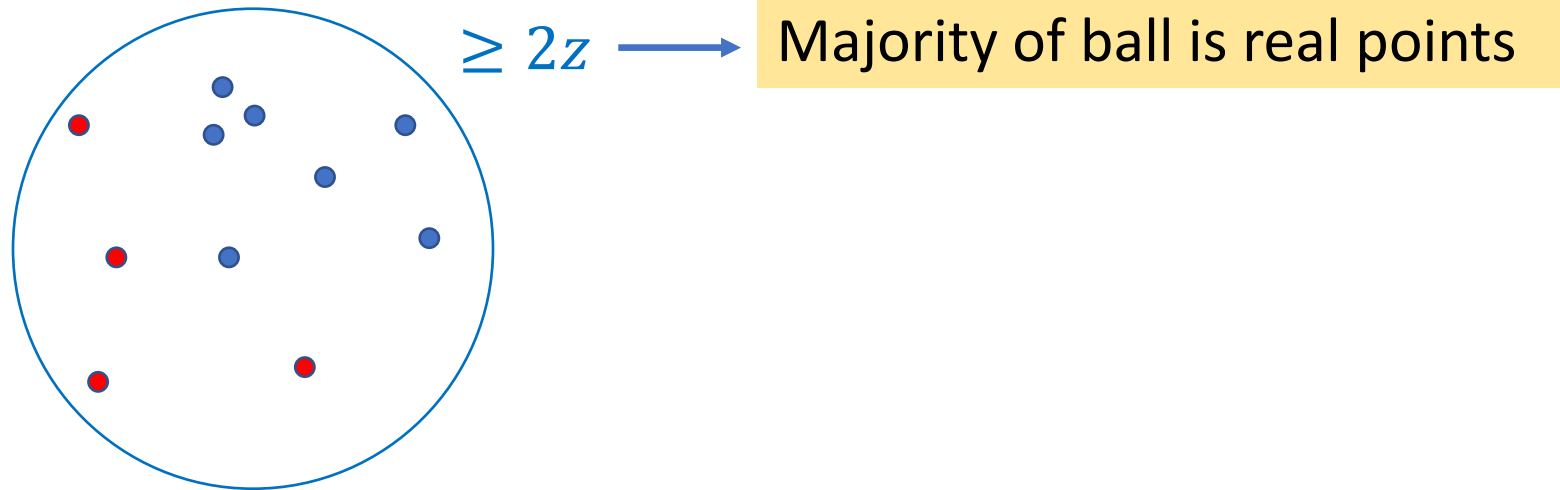 ≥ 2z
Majority of ball is real points